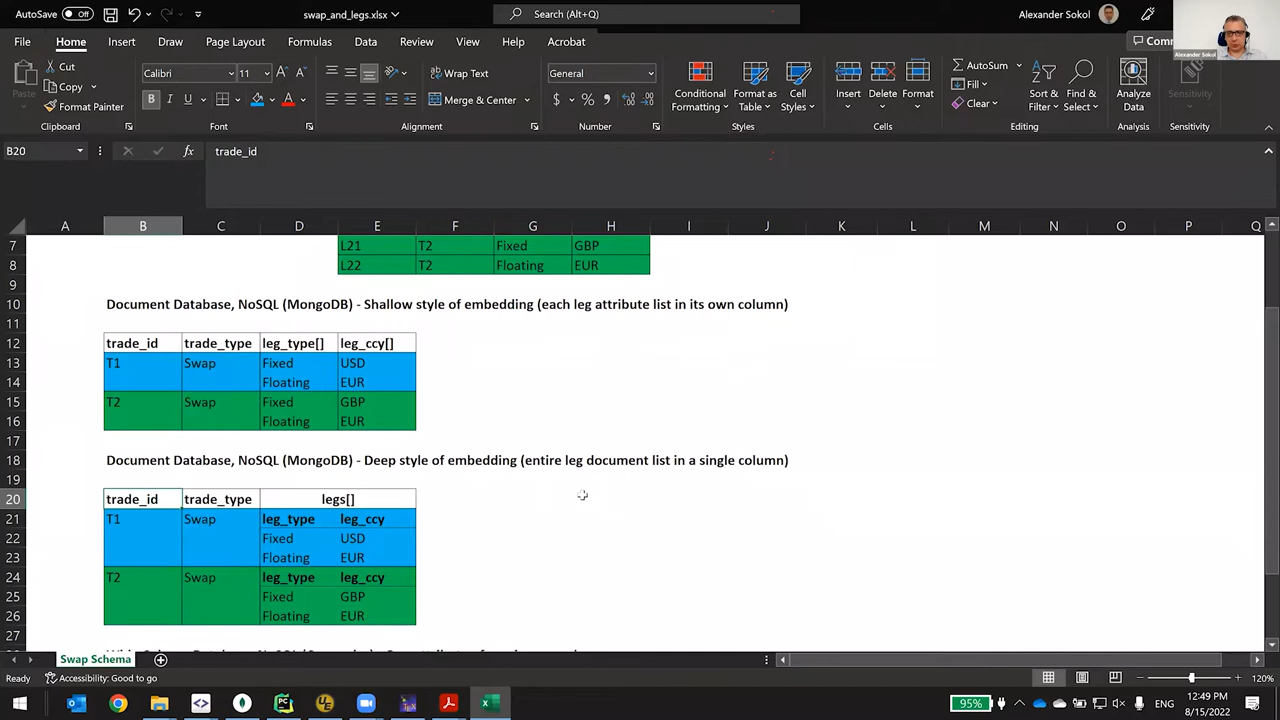 AutoSave Off swap_and_legs.xlsx Search (Alt+Q) Alexander Sokol
File Home Insert Draw Page Layout Formulas Data Review View Help Acrobat
Alexander Sokol
Paste Cut Copy Format Painter
Calibri 11 B I U
Wrap Text Merge & Center
General $ %
Conditional Formatting Format as Table Cell Styles
Insert Delete Format
AutoSum Fill Clear
Sort & Filter Find & Select
Analyze Data Sensitivity
Clipboard Font Alignment Number Styles Cells Editing Analysis Sensitivity
B20 fx trade_id
A B C D E F G H I J K L M N O P Q
7 L21 T2 Fixed GBP
8 L22 T2 Floating EUR
9
10 Document Database, NoSQL (MongoDB) - Shallow style of embedding (each leg attribute list in its own column)
11
12 trade_id trade_type leg_type[] leg_ccy[]
13 T1 Swap Fixed USD
14 Floating EUR
15 T2 Swap Fixed GBP
16 Floating EUR
17
18 Document Database, NoSQL (MongoDB) - Deep style of embedding (entire leg document list in a single column)
19
20 trade_id trade_type legs[]
21 T1 Swap leg_type leg_ccy
22 Fixed USD
23 Floating EUR
24 T2 Swap leg_type leg_ccy
25 Fixed GBP
26 Floating EUR
27
Swap Schema
Ready Accessibility: Good to go 120%
95% ENG 12:49 PM
8/15/2022